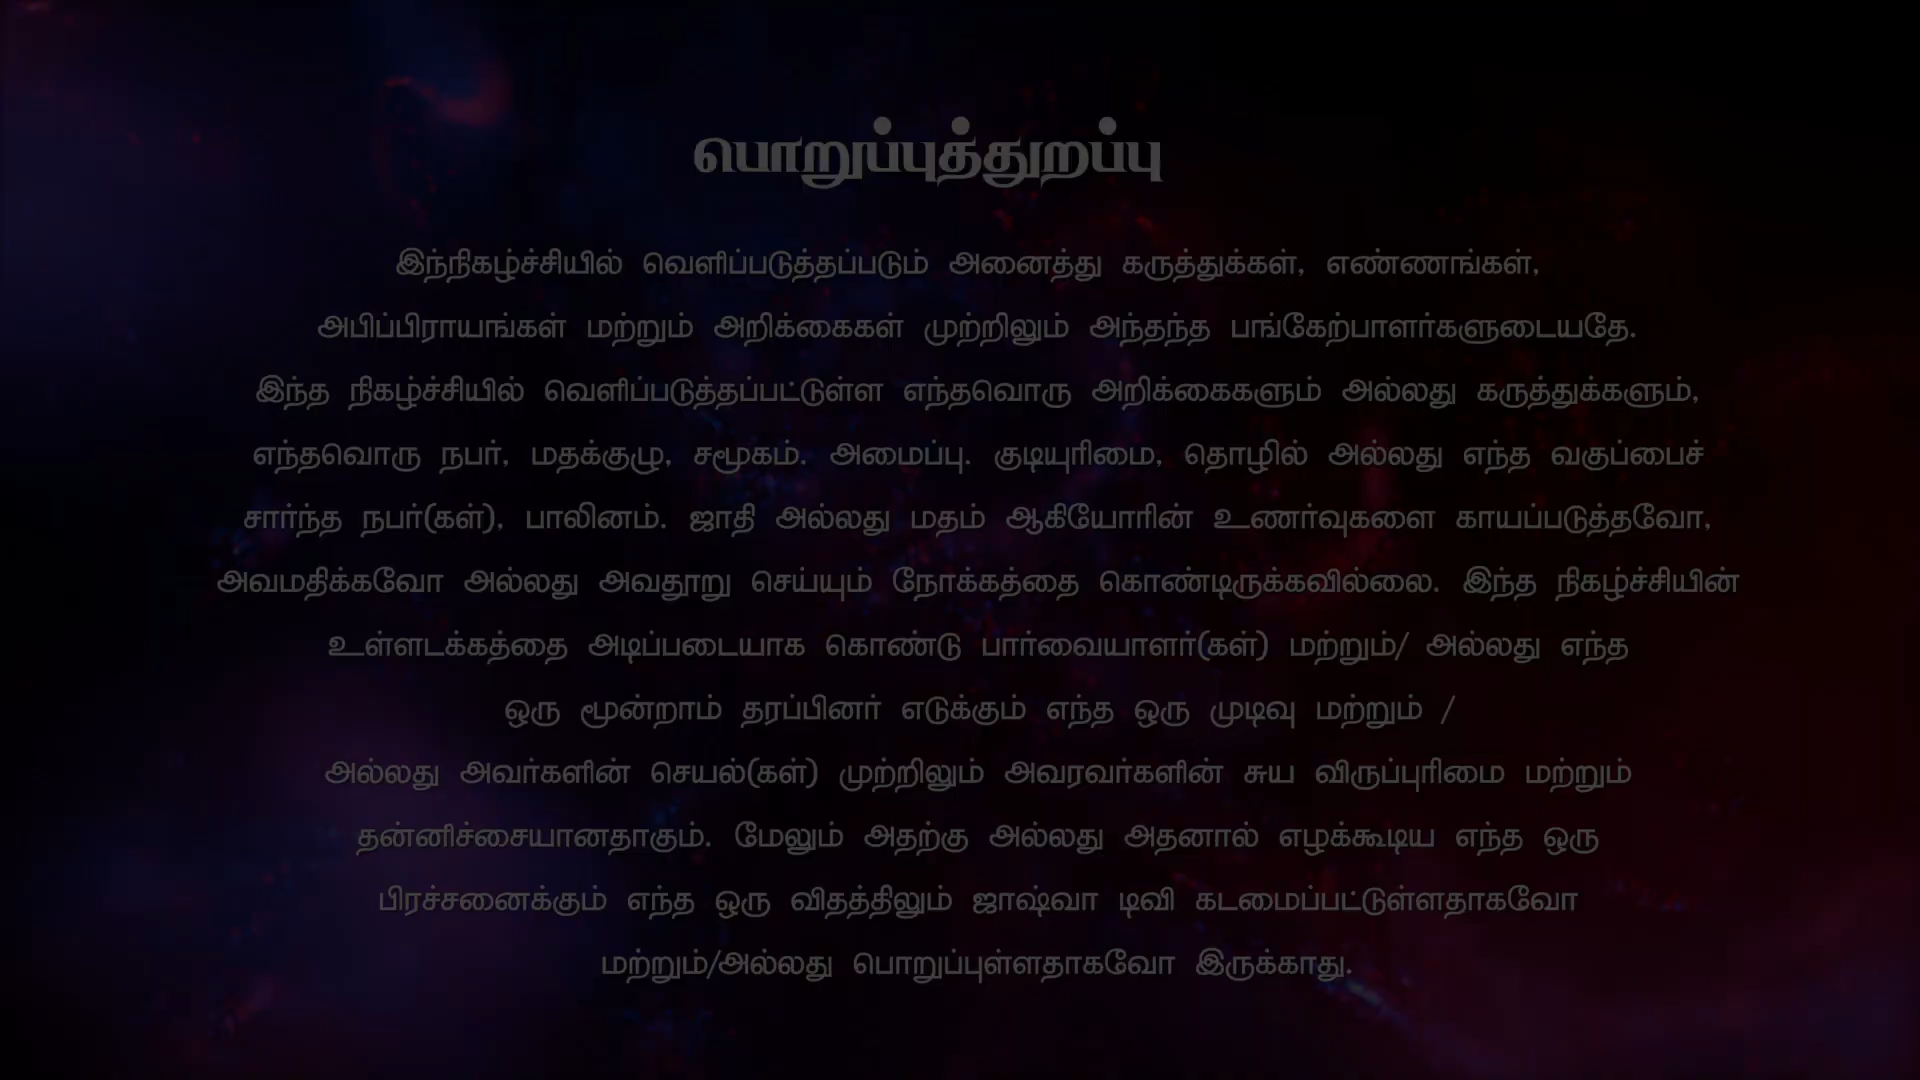 பொறுப்புத்துறப்பு
இந்நிகழ்ச்சியில் வெளிப்படுத்தப்படும் அனைத்து கருத்துக்கள், எண்ணங்கள்,
அபிப்பிராயங்கள் மற்றும் அறிக்கைகள் முற்றிலும் அந்தந்த பங்கேற்பாளர்களுடையதே.
இந்த நிகழ்ச்சியில் வெளிப்படுத்தப்பட்டுள்ள எந்தவொரு அறிக்கைகளும் அல்லது கருத்துக்களும்,
எந்தவொரு நபர், மதக்குழு, சமூகம். அமைப்பு. குடியுரிமை, தொழில் அல்லது எந்த வகுப்பைச்
சார்ந்த நபர்(கள்), பாலினம். ஜாதி அல்லது மதம் ஆகியோரின் உணர்வுகளை காயப்படுத்தவோ,
அவமதிக்கவோ அல்லது அவதூறு செய்யும் நோக்கத்தை கொண்டிருக்கவில்லை. இந்த நிகழ்ச்சியின்
உள்ளடக்கத்தை அடிப்படையாக கொண்டு பார்வையாளர்(கள்) மற்றும்/ அல்லது எந்த
ஒரு மூன்றாம் தரப்பினர் எடுக்கும் எந்த ஒரு முடிவு மற்றும் /
அல்லது அவர்களின் செயல்(கள்) முற்றிலும் அவரவர்களின் சுய விருப்புரிமை மற்றும்
தன்னிச்சையானதாகும். மேலும் அதற்கு அல்லது அதனால் எழக்கூடிய எந்த ஒரு
பிரச்சனைக்கும் எந்த ஒரு விதத்திலும் ஜாஷ்வா டிவி கடமைப்பட்டுள்ளதாகவோ
மற்றும்/அல்லது பொறுப்புள்ளதாகவோ இருக்காது.